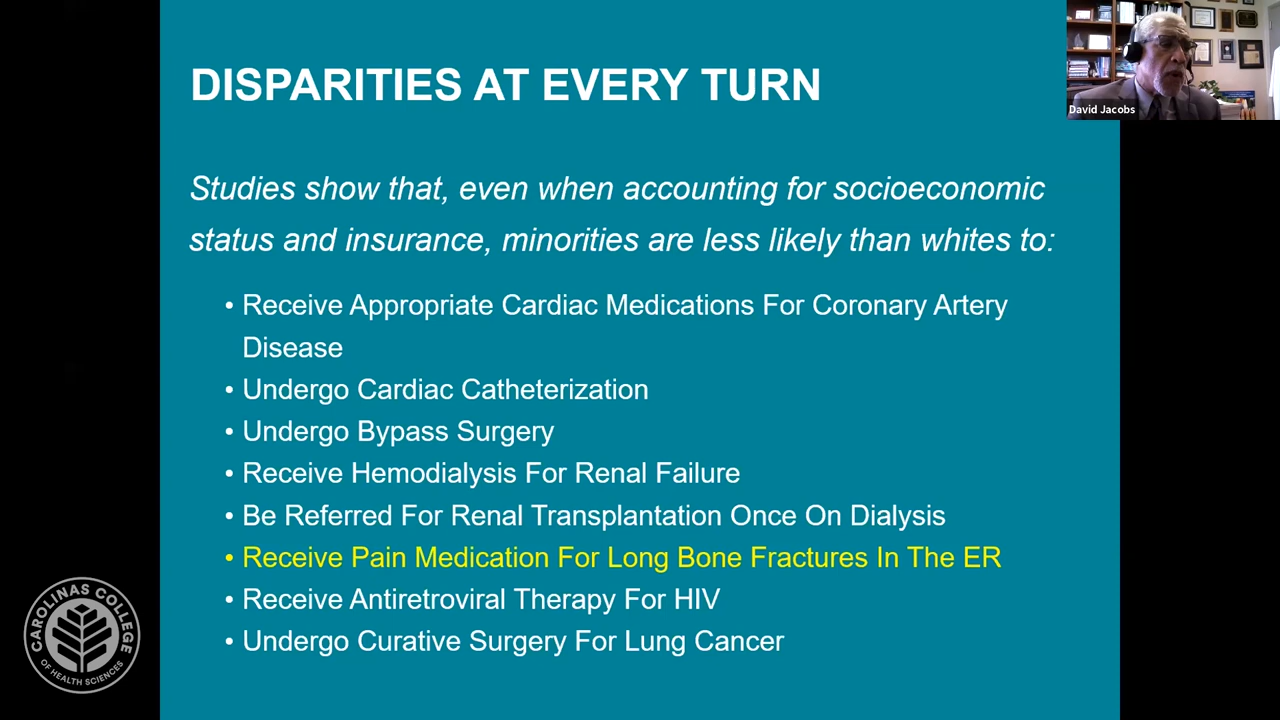 DISPARITIES AT EVERY TURN
David Jacobs
Studies show that, even when accounting for socioeconomic
status and insurance, minorities are less likely than whites to:
• Receive Appropriate Cardiac Medications For Coronary Artery
Disease
• Undergo Cardiac Catheterization
• Undergo Bypass Surgery
• Receive Hemodialysis For Renal Failure
• Be Referred For Renal Transplantation Once On Dialysis
• Receive Pain Medication For Long Bone Fractures In The ER
• Receive Antiretroviral Therapy For HIV
• Undergo Curative Surgery For Lung Cancer
CAROLINAS COLLEGE
OF HEALTH SCIENCES